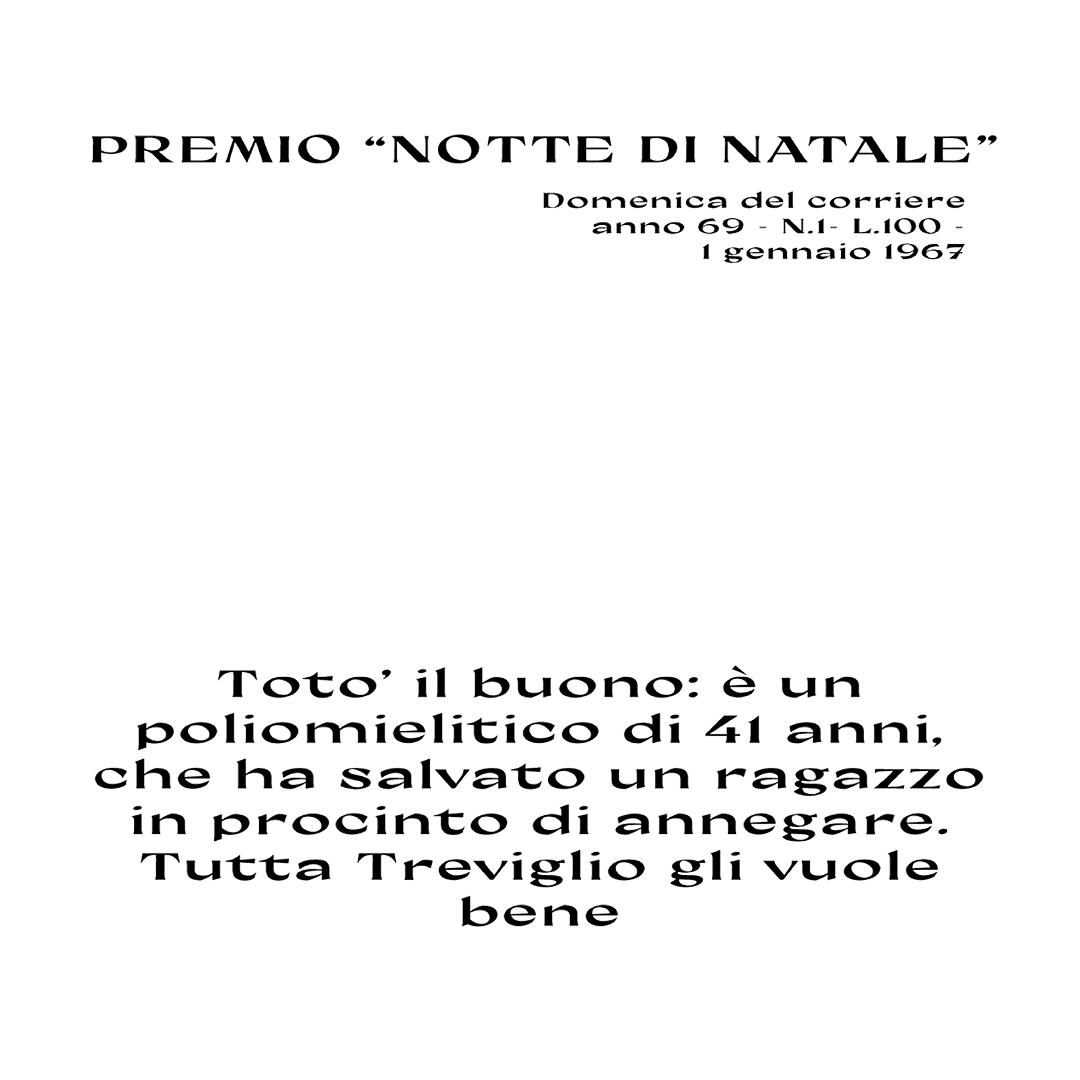 PREMIO “NOTTE DI NATALE”
Domenica del corriere
anno 69 - N.1- L.100 -
1 gennaio 1967
Toto’ il buono: è un
poliomielitico di 41 anni,
che ha salvato un ragazzo
in procinto di annegare.
Tutta Treviglio gli vuole
bene